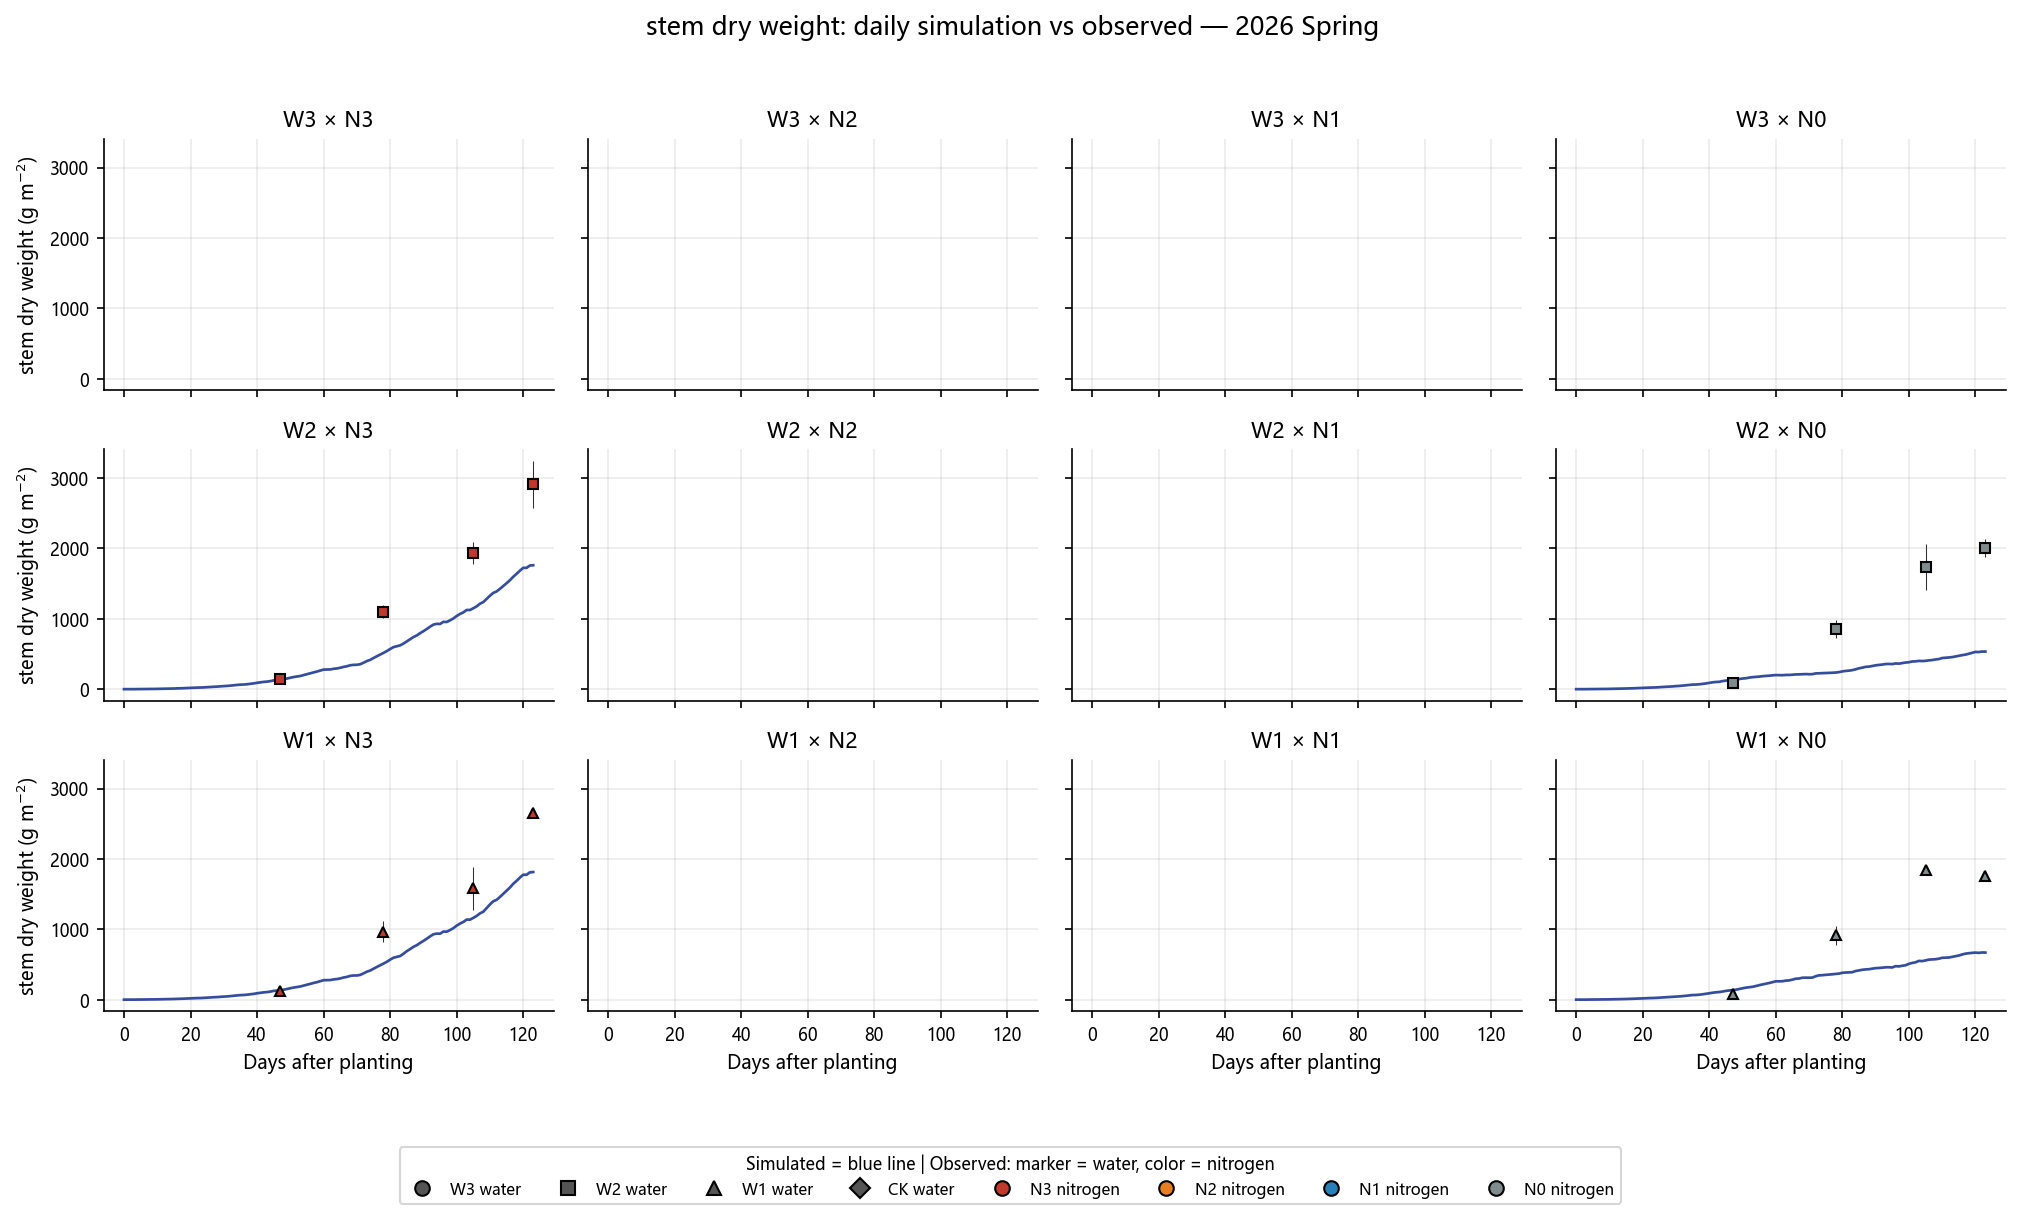 stem dry weight: daily simulation vs observed — 2026 Spring
W3 × N3
W3 × N2
W3 × N1
W3 × N0
stem dry weight (g m⁻²)
3000
2000
1000
0
W2 × N3
W2 × N2
W2 × N1
W2 × N0
stem dry weight (g m⁻²)
3000
2000
1000
0
W1 × N3
W1 × N2
W1 × N1
W1 × N0
stem dry weight (g m⁻²)
3000
2000
1000
0
0 20 40 60 80 100 120
0 20 40 60 80 100 120
0 20 40 60 80 100 120
0 20 40 60 80 100 120
Days after planting
Days after planting
Days after planting
Days after planting
Simulated = blue line | Observed: marker = water, color = nitrogen
W3 water W2 water W1 water CK water N3 nitrogen N2 nitrogen N1 nitrogen N0 nitrogen